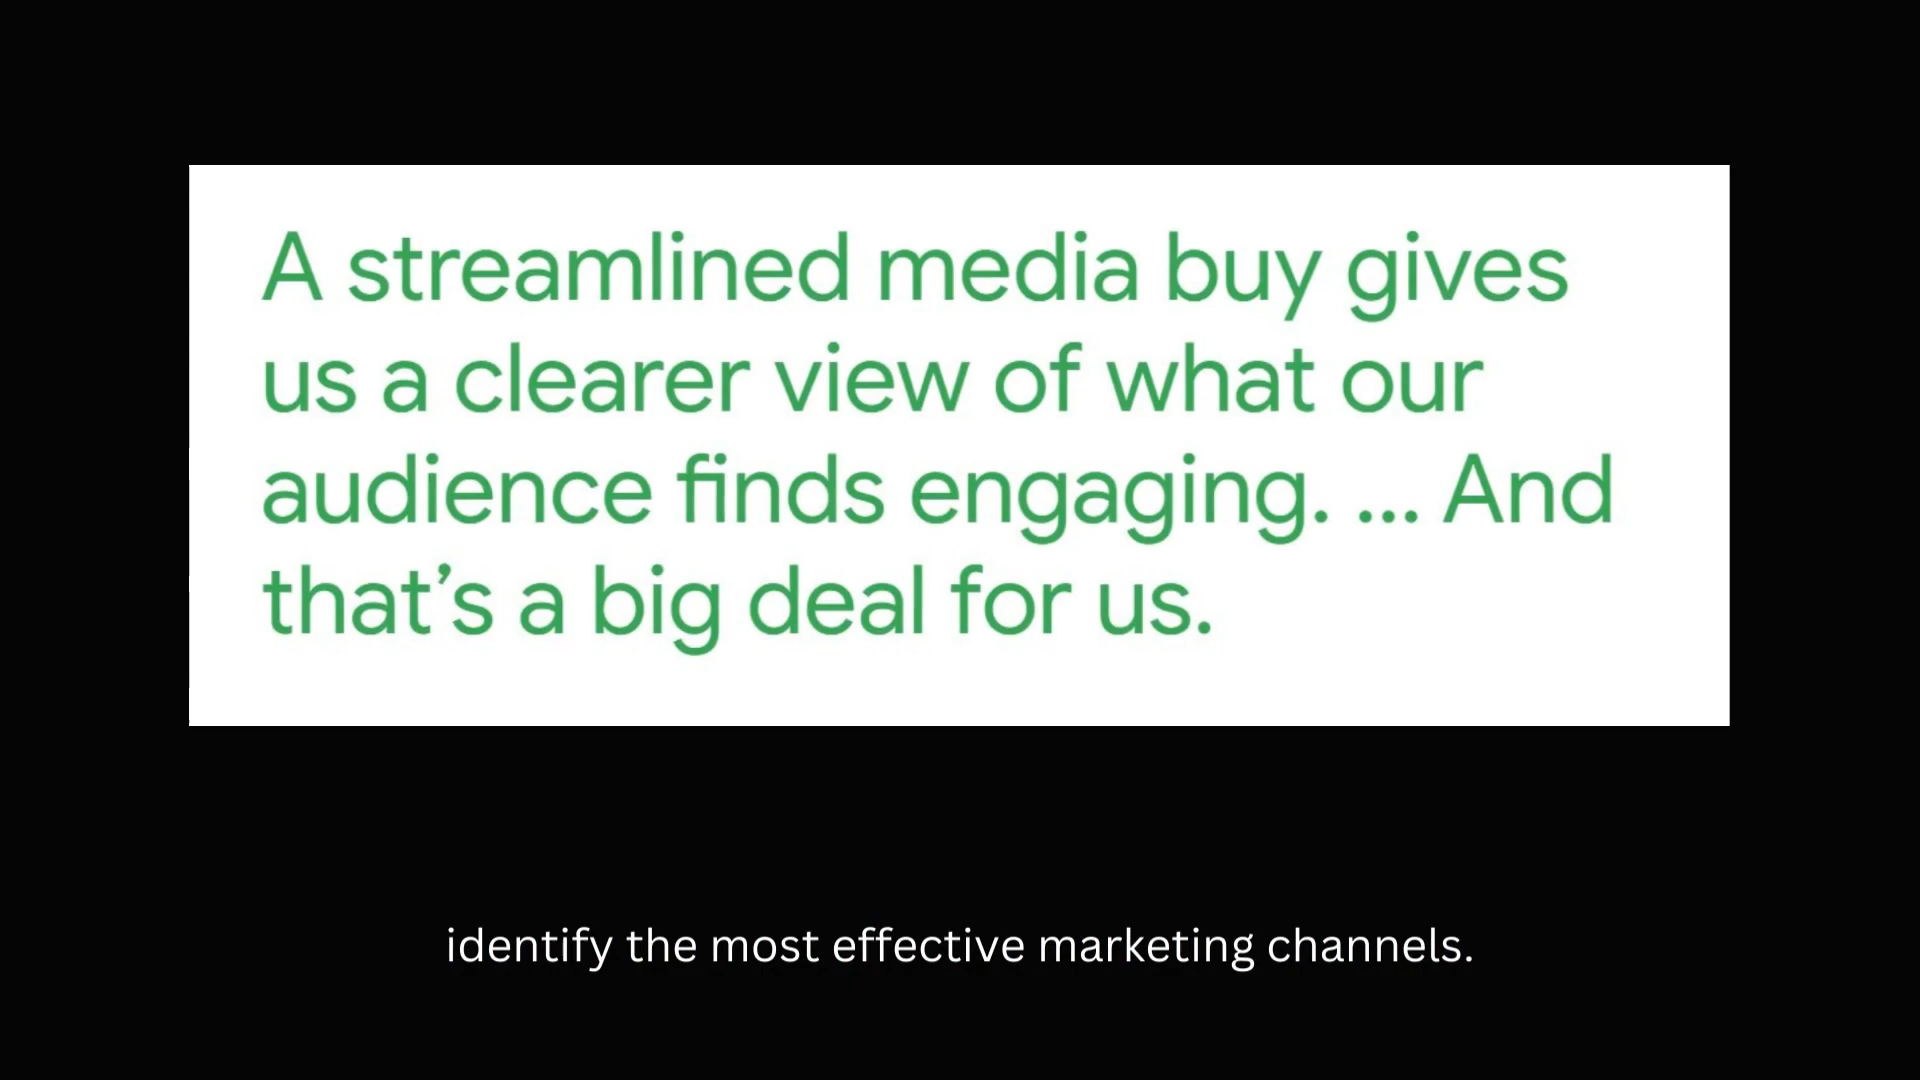 A streamlined media buy gives
us a clearer view of what our
audience finds engaging. ... And
that’s a big deal for us.
identify the most effective marketing channels.